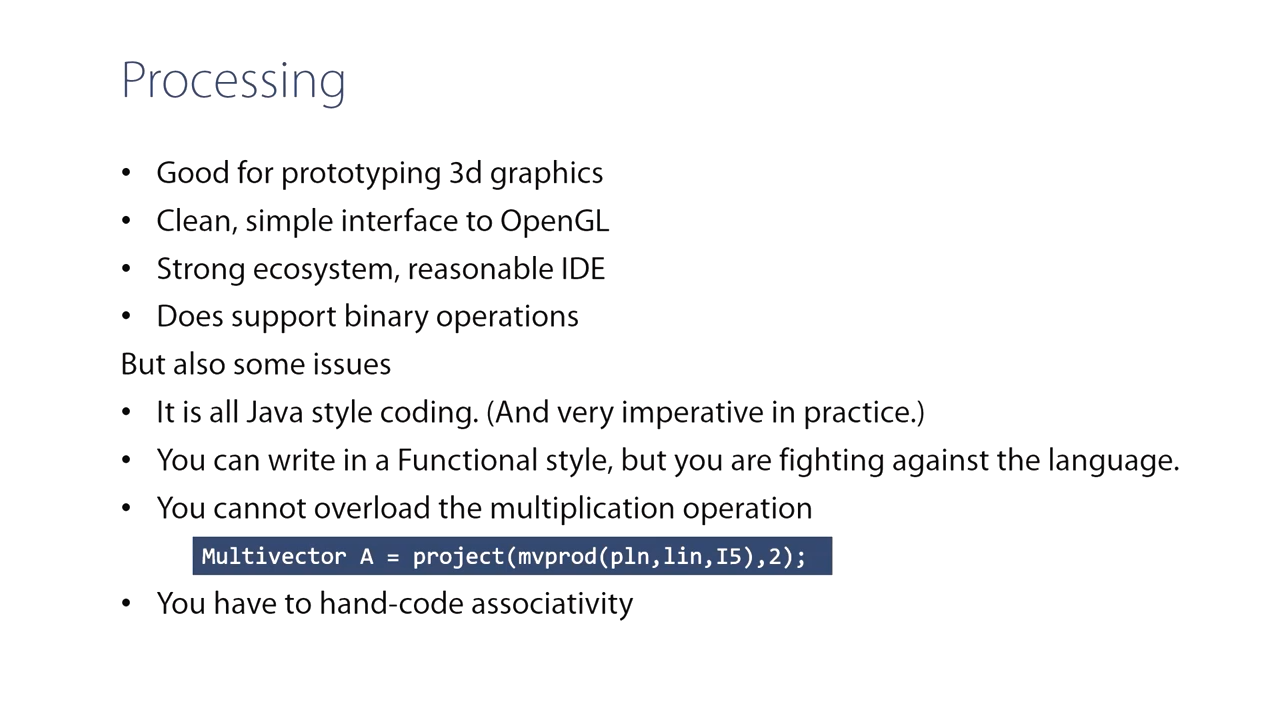 Processing
• Good for prototyping 3d graphics
• Clean, simple interface to OpenGL
• Strong ecosystem, reasonable IDE
• Does support binary operations
But also some issues
• It is all Java style coding. (And very imperative in practice.)
• You can write in a Functional style, but you are fighting against the language.
• You cannot overload the multiplication operation
Multivector A = project(mvprod(pln,lin,I5),2);
• You have to hand-code associativity